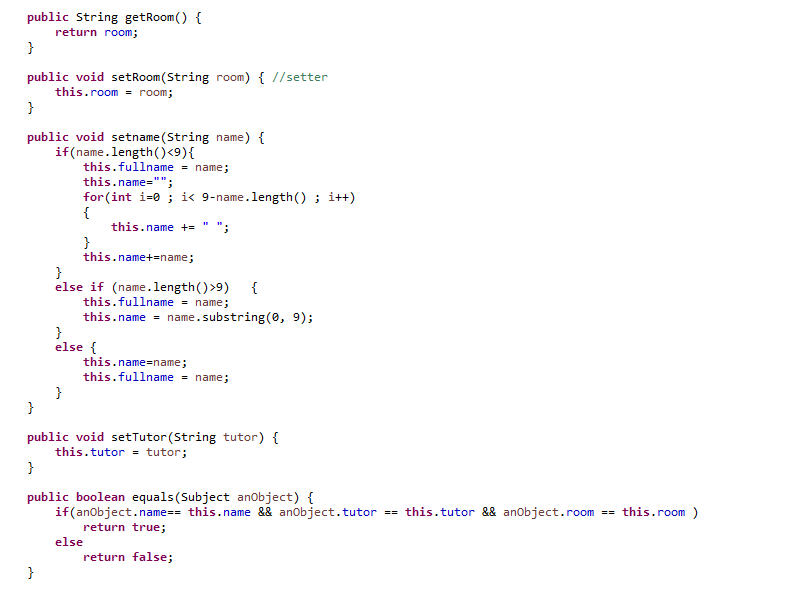 public String getRoom() {
    return room;
}

public void setRoom(String room) { //setter
    this.room = room;
}

public void setname(String name) {
    if(name.length()<9){
        this.fullname = name;
        this.name="";
        for(int i=0 ; i< 9-name.length() ; i++)
        {
            this.name += " ";
        }
        this.name+=name;
    }
    else if (name.length()>9)   {
        this.fullname = name;
        this.name = name.substring(0, 9);
    }
    else {
        this.name=name;
        this.fullname = name;
    }
}

public void setTutor(String tutor) {
    this.tutor = tutor;
}

public boolean equals(Subject anObject) {
    if(anObject.name== this.name && anObject.tutor == this.tutor && anObject.room == this.room )
        return true;
    else
        return false;
}